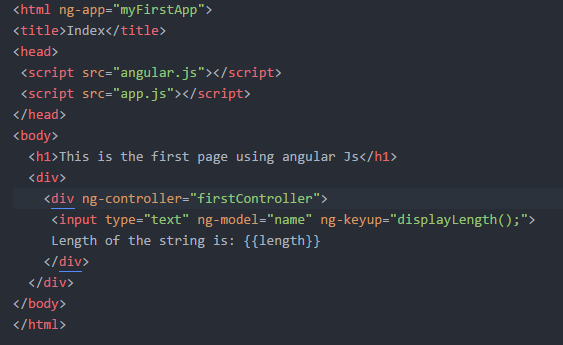 <html ng-app="myFirstApp">
<title>Index</title>
<head>
<script src="angular.js"></script>
<script src="app.js"></script>
</head>
<body>
<h1>This is the first page using angular Js</h1>
<div>
<div ng-controller="firstController">
<input type="text" ng-model="name" ng-keyup="displayLength();">
Length of the string is: {{length}}
</div>
</div>
</body>
</html>